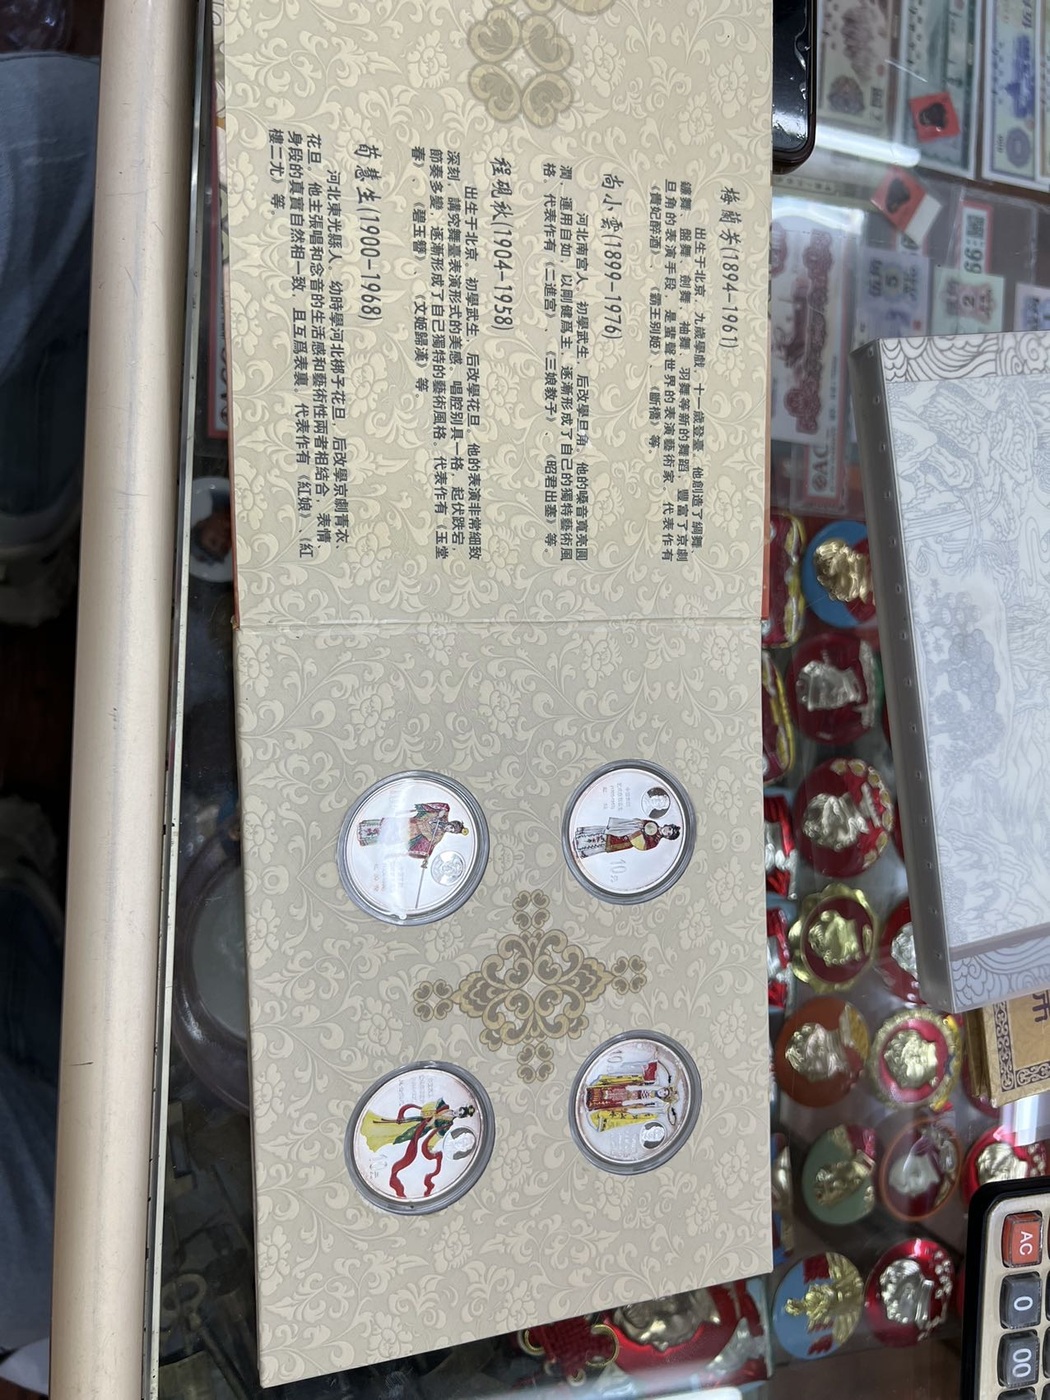 梅蘭芳(1894-1961)
出生于北京，九歲學戲，十一歲登臺，他創造了綢舞、
鑼舞、盤舞、劍舞、袖舞、羽舞等新的舞蹈，豐富了京劇
旦角的表演手段，是蜚聲世界的表演藝術家，代表作有
《貴妃醉酒》、《霸王别姬》、《斷橋》等。
尚小雲(1899-1976)
河北南宮人，初學武生，后改學旦角，他的嗓音寬亮圓
潤，運用自如，以剛健爲主，逐漸形成了自己的獨特藝術風
格，代表作有《二進宮》、《三娘教子》、《昭君出塞》等。
程硯秋(1904-1958)
出生于北京，初學武生，后改學花旦，他的表演非常細致
深刻，講究舞臺表演形式的美感，唱腔别具一格，起伏跌宕，
節奏多變，逐漸形成了自己獨特的藝術風格。代表作有《玉堂
春》、《碧玉簪》、《文姬歸漢》等。
荀慧生(1900-1968)
河北東光縣人，幼時學河北梆子花旦，后改學京劇青衣、
花旦，他主張唱和念音的生活感和藝術性兩者相結合，表情、
身段的真實自然相一致，且互爲表裏。代表作有《紅娘》、《紅
樓二尤》等。
10元
AC
0
00